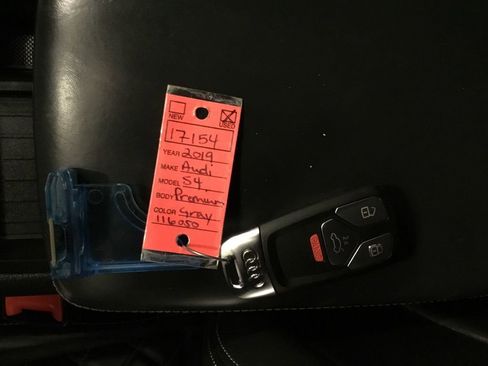 NEW USED
17154
YEAR 2019
MAKE Audi
MODEL S4
BODY Premium
COLOR Gray
116050